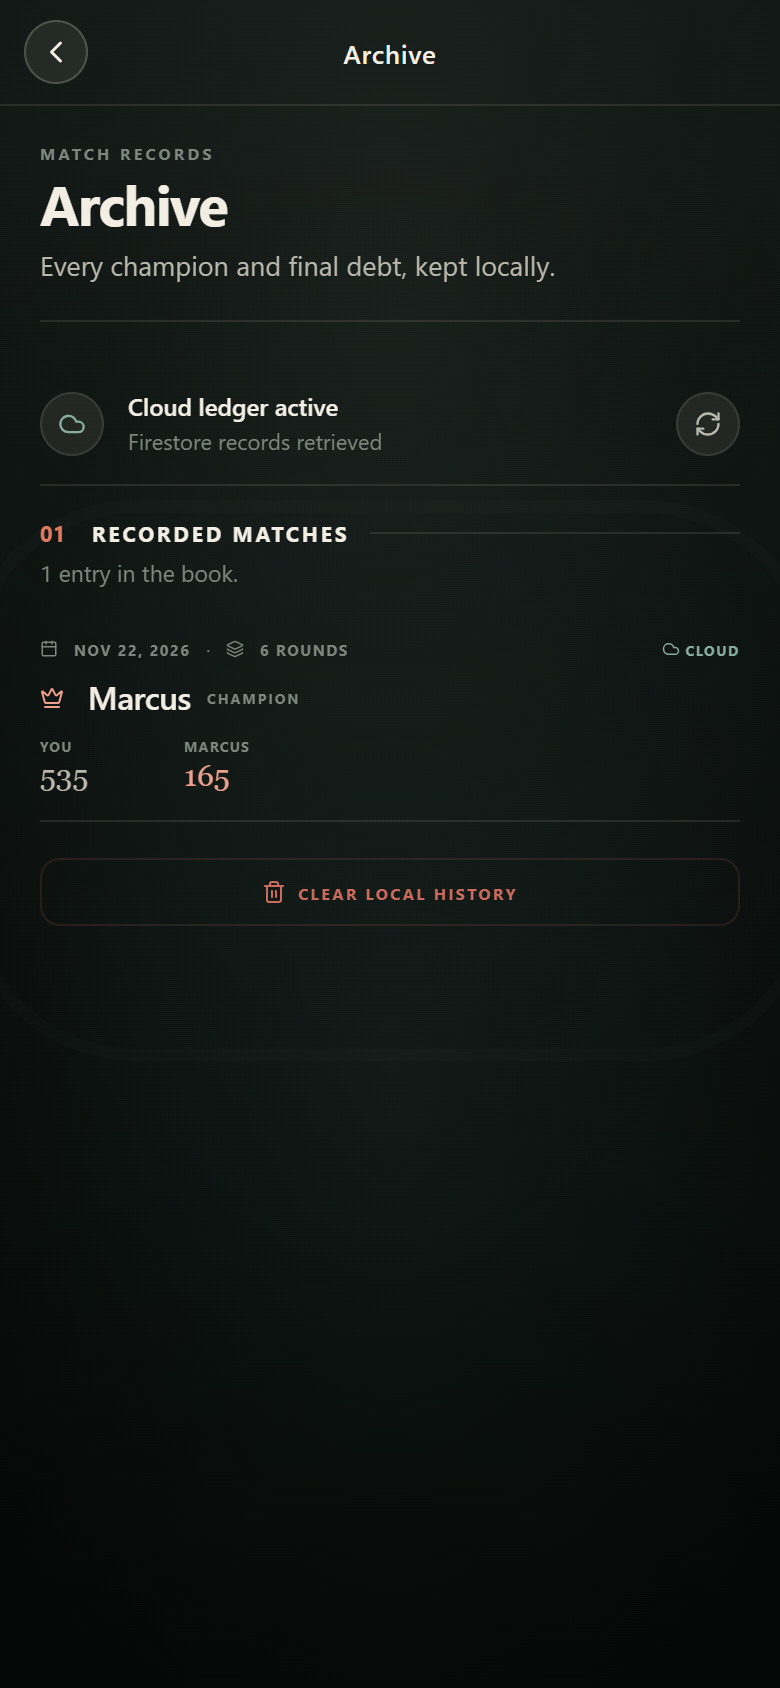 Archive
MATCH RECORDS
Archive
Every champion and final debt, kept locally.
Cloud ledger active
Firestore records retrieved
01 RECORDED MATCHES
1 entry in the book.
NOV 22, 2026 · 6 ROUNDS CLOUD
Marcus CHAMPION
YOU MARCUS
535 165
CLEAR LOCAL HISTORY